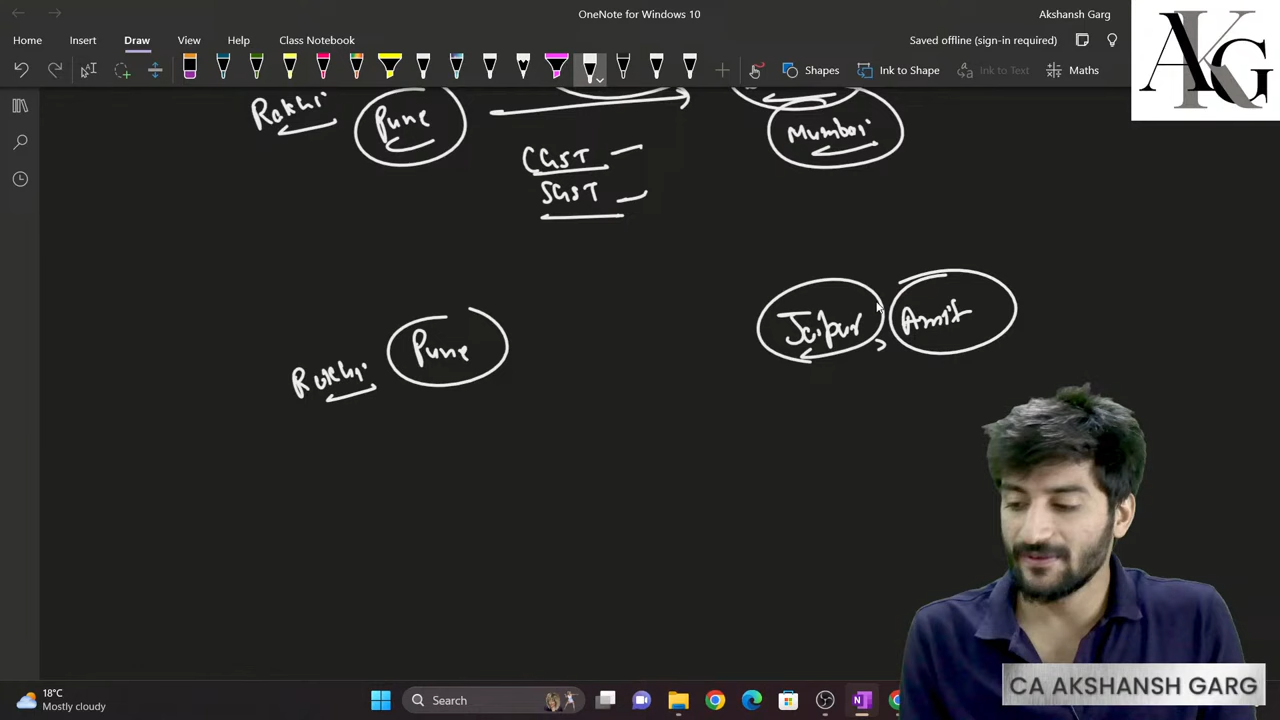 OneNote for Windows 10
Akshansh Garg
Home Insert Draw View Help Class Notebook
Saved offline (sign-in required)
Shapes Ink to Shape Ink to Text Maths
AKG
Rakhi Pune Mumbai
CGST
SGST
Jaipur Amit
Rakhi Pune
CA AKSHANSH GARG
18°C
Mostly cloudy
Search